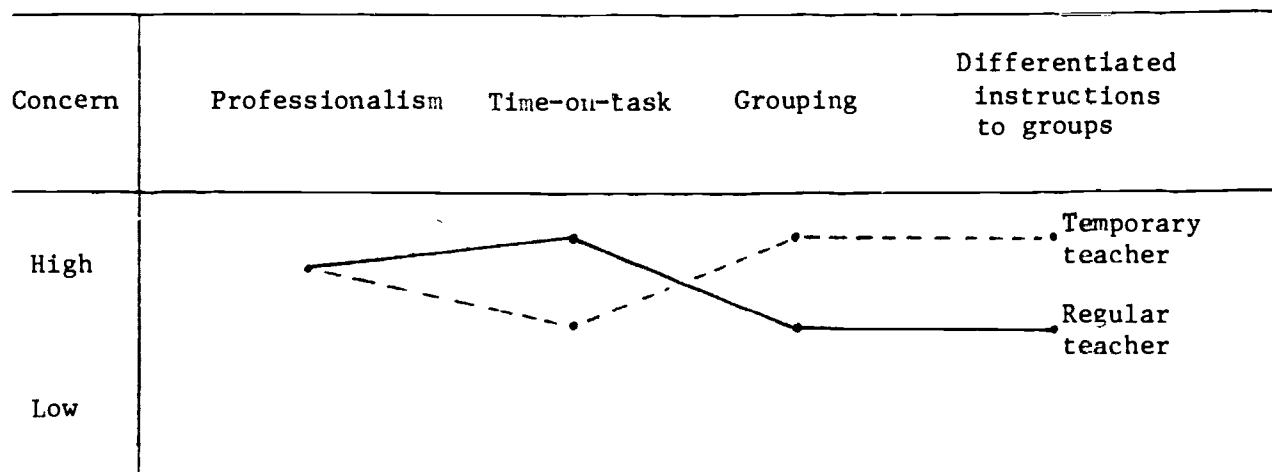 Concern Professionalism Time-on-task Grouping Differentiated
instructions
to groups
High
Temporary
teacher
Regular
teacher
Low